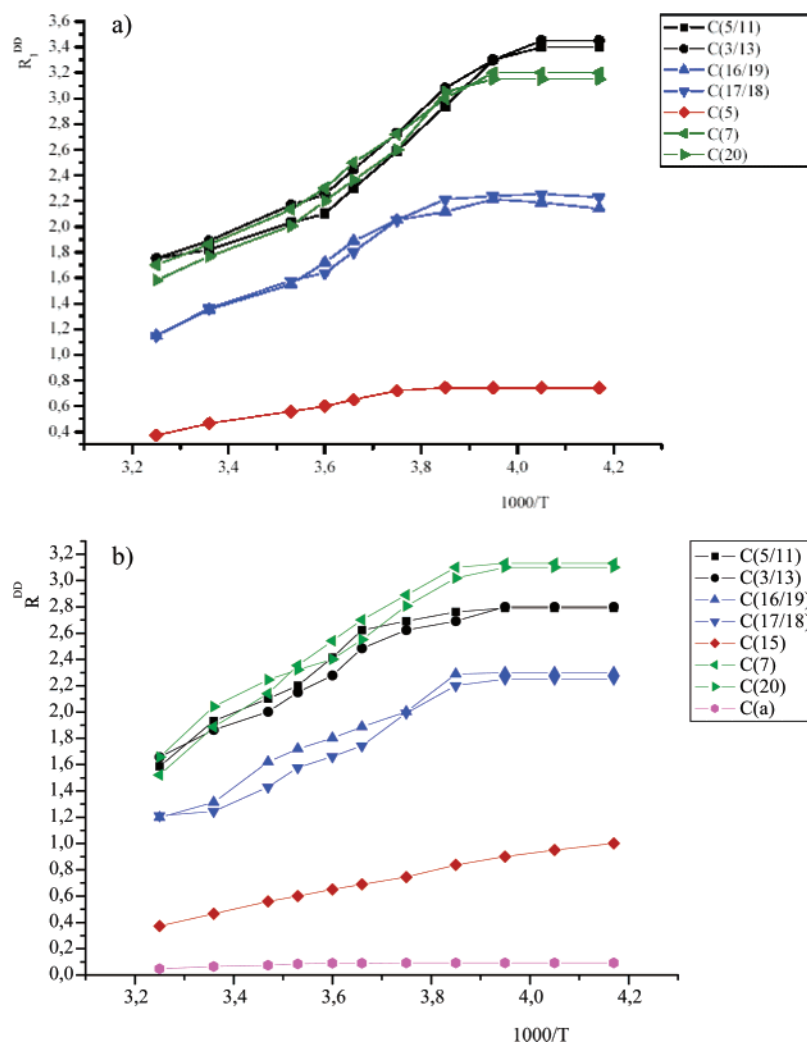 a)
R₁ᴰᴰ
3,6
3,4
3,2
3,0
2,8
2,6
2,4
2,2
2,0
1,8
1,6
1,4
1,2
1,0
0,8
0,6
0,4
3,2
3,4
3,6
3,8
4,0
4,2
1000/T
C(5/11)
C(3/13)
C(16/19)
C(17/18)
C(5)
C(7)
C(20)
b)
Rᴰᴰ
3,2
3,0
2,8
2,6
2,4
2,2
2,0
1,8
1,6
1,4
1,2
1,0
0,8
0,6
0,4
0,2
0,0
3,2
3,4
3,6
3,8
4,0
4,2
1000/T
C(5/11)
C(3/13)
C(16/19)
C(17/18)
C(15)
C(7)
C(20)
C(a)